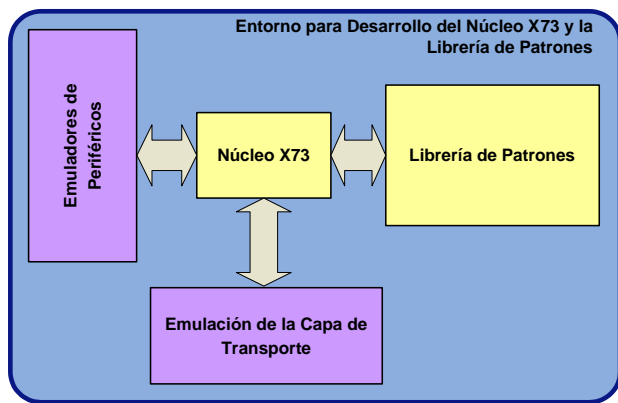 Entorno para Desarrollo del Núcleo X73 y la
Librería de Patrones
Emuladores de
Periféricos
Núcleo X73
Librería de Patrones
Emulación de la Capa de
Transporte